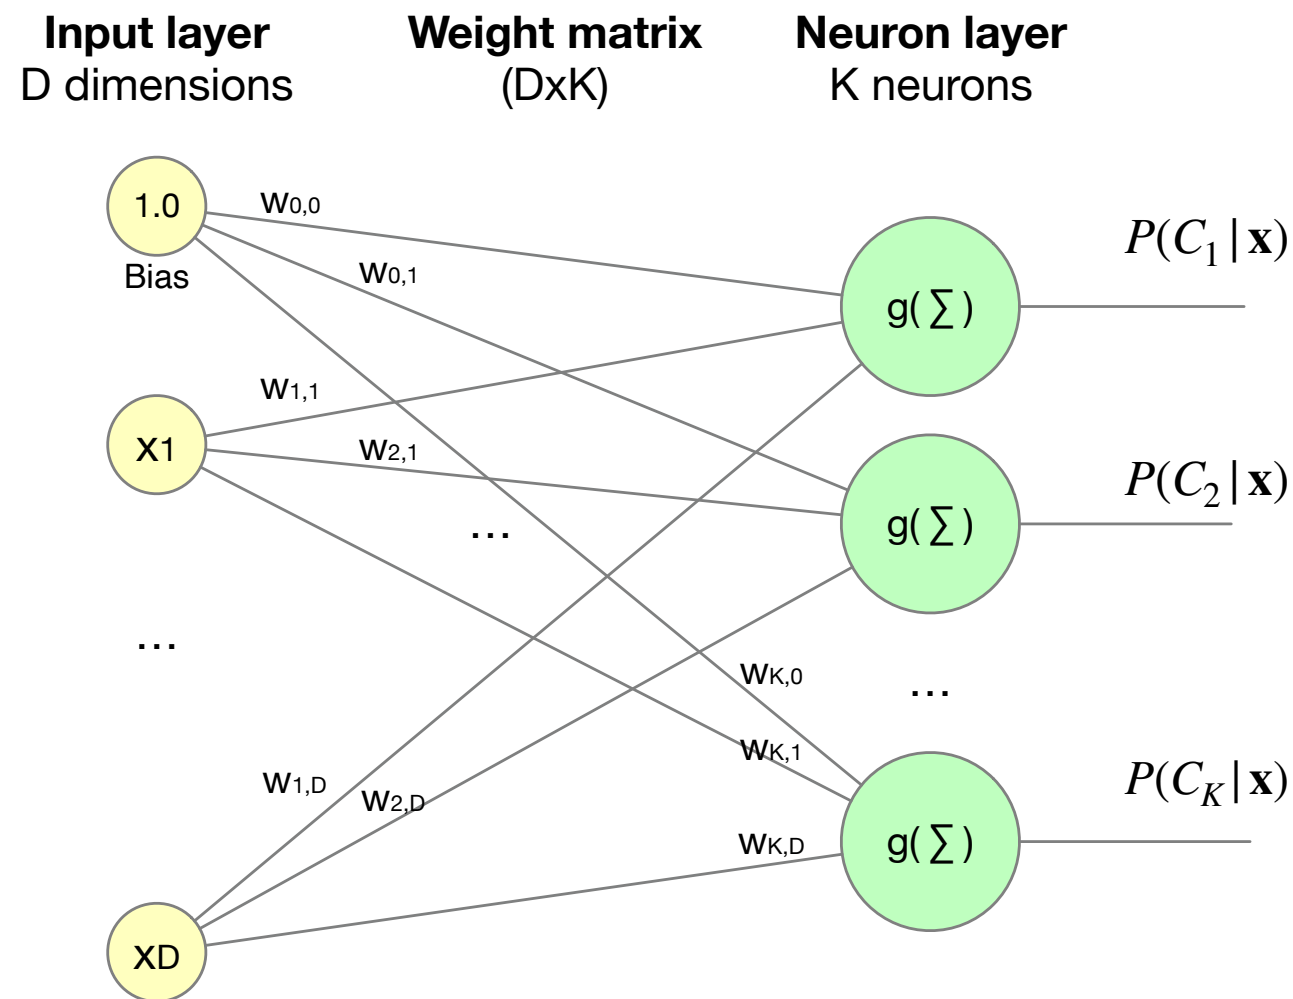 Input layer
D dimensions
Weight matrix
(DxK)
Neuron layer
K neurons
1.0
Bias
w0,0
w0,1
w1,1
x1
w2,1
...
...
w1,D
w2,D
xD
wK,0
wK,1
wK,D
g(∑)
g(∑)
...
g(∑)
P(C₁|𝐱)
P(C₂|𝐱)
P(C_K|𝐱)